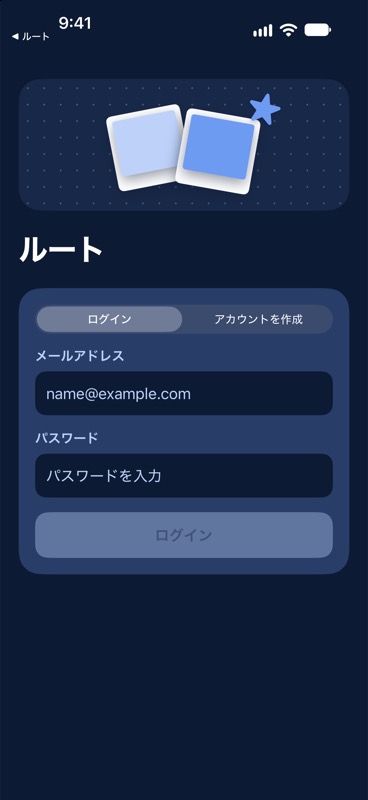 9:41
◀ ルート
ルート
ログイン
アカウントを作成
メールアドレス
name@example.com
パスワード
パスワードを入力
ログイン